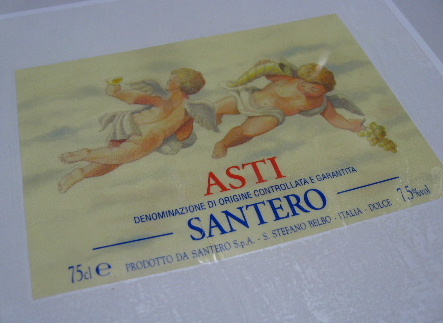 ASTI
DENOMINAZIONE DI ORIGINE CONTROLLATA E GARANTITA
SANTERO
75cl e PRODOTTO DA SANTERO S.p.A. - S. STEFANO BELBO - ITALIA - DOLCE 7,5%vol